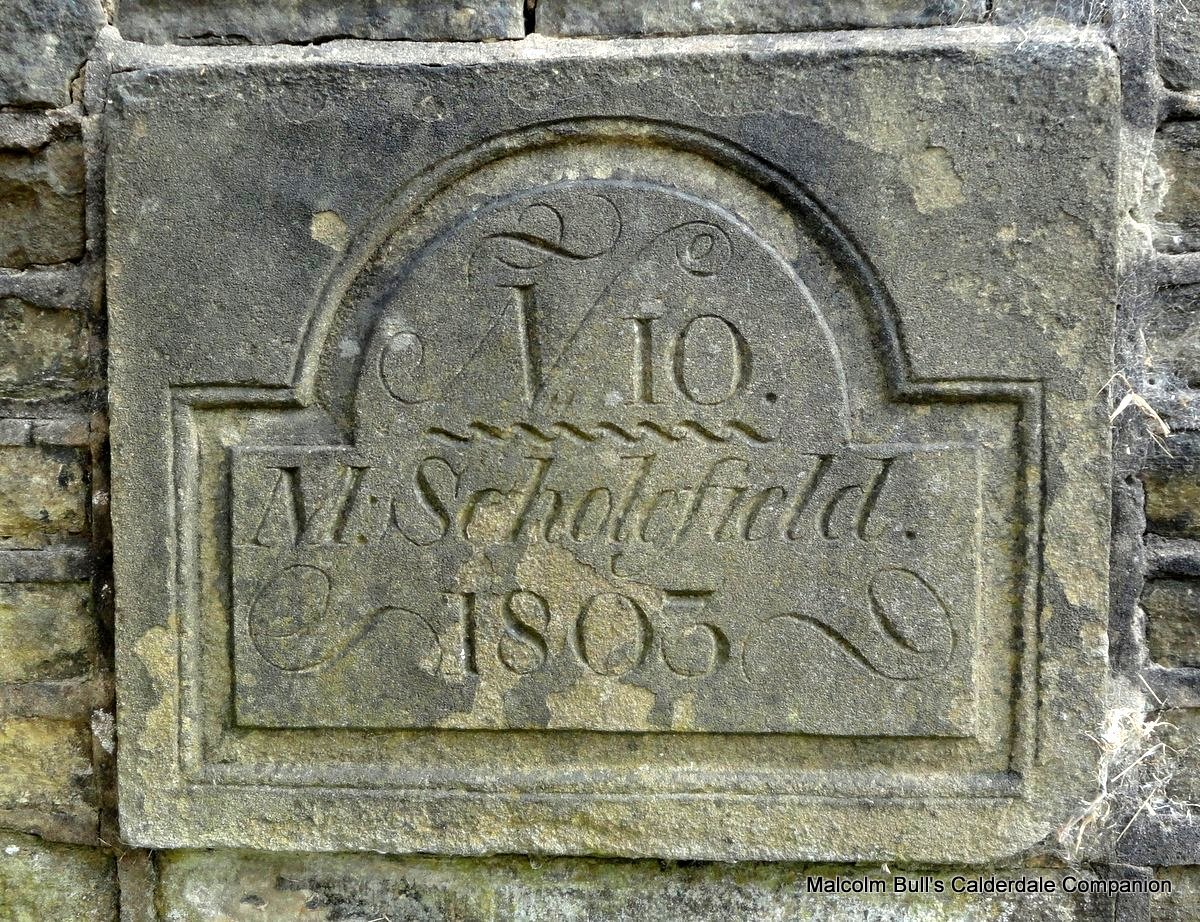 N 10.
M: Scholefield.
1803
Malcolm Bull's Calderdale Companion